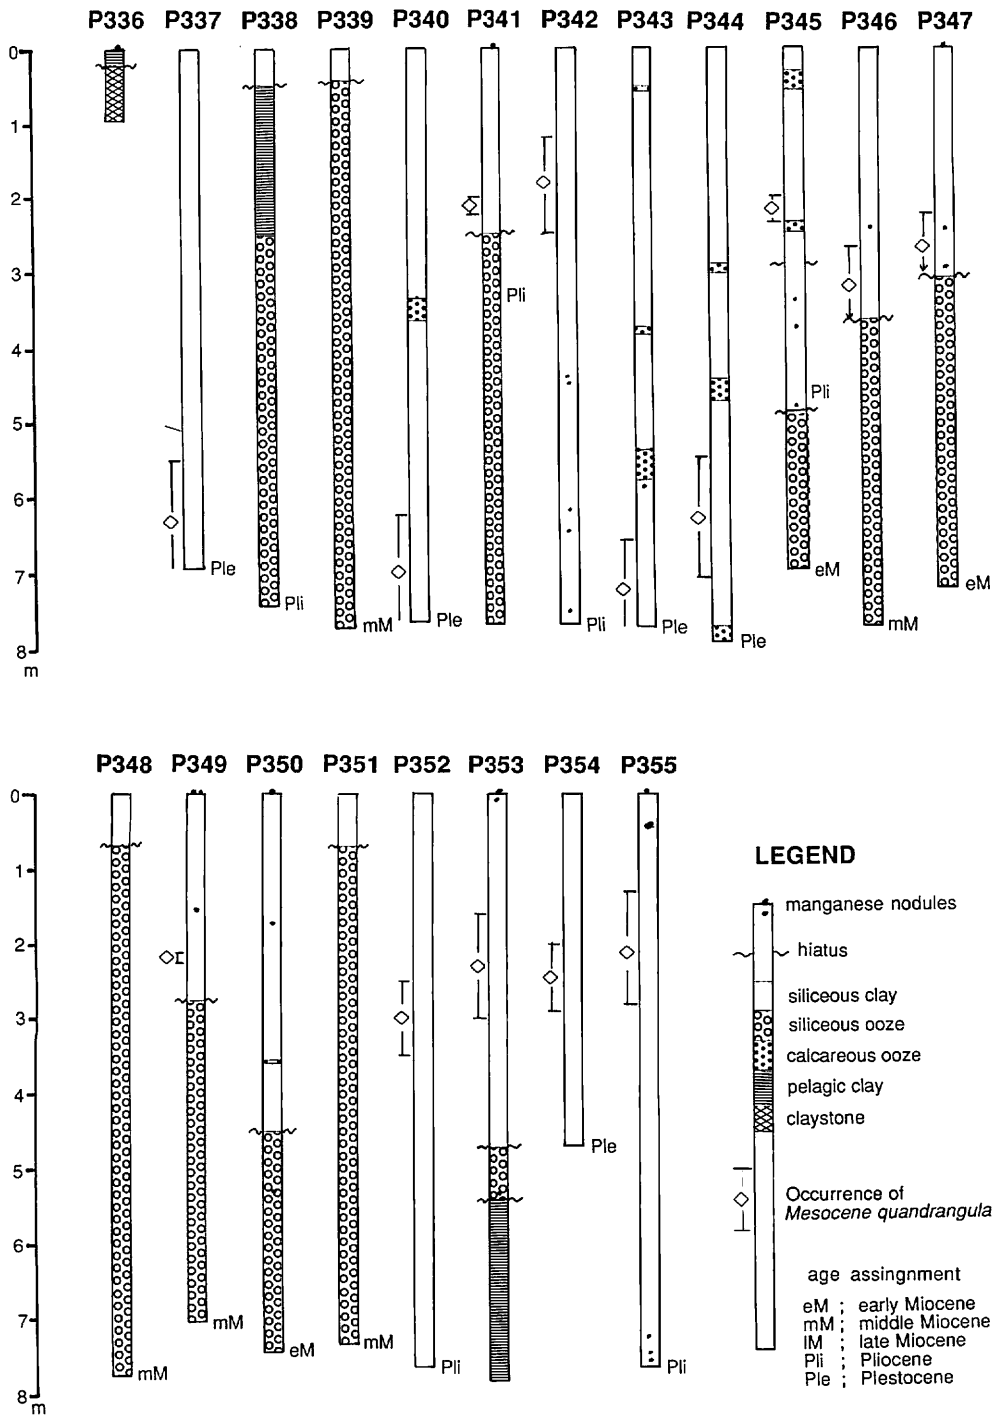 P336 P337 P338 P339 P340 P341 P342 P343 P344 P345 P346 P347
0
1
2
3
Pli
4
Pli
5
6
7
Ple
eM
eM
Pli
mM
Ple
Pli
Ple
mM
Ple
8
m
P348 P349 P350 P351 P352 P353 P354 P355
0
1
2
3
4
5
Ple
6
7
mM
eM
mM
Pli
Pli
mM
8
m
LEGEND
manganese nodules
hiatus
siliceous clay
siliceous ooze
calcareous ooze
pelagic clay
claystone
Occurrence of
Mesocene quandrangula
age assingnment
eM ; early Miocene
mM ; middle Miocene
lM ; late Miocene
Pli ; Pliocene
Ple ; Plestocene